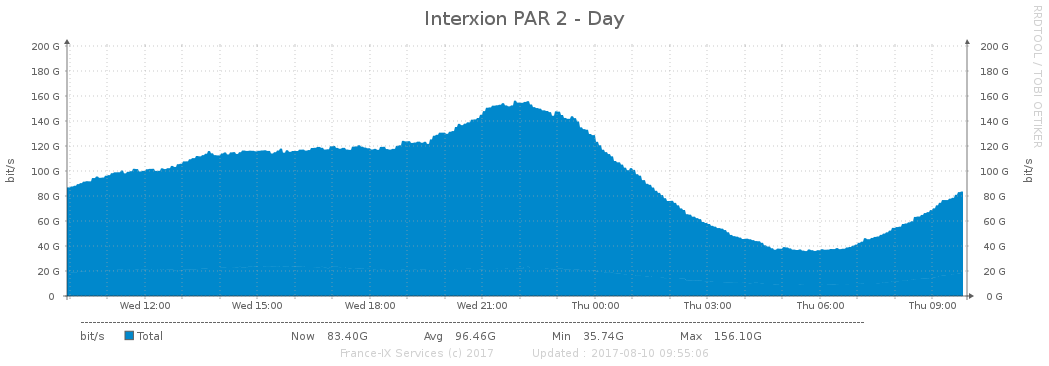 Interxion PAR 2 - Day
200 G 200 G
180 G 180 G
160 G 160 G
140 G 140 G
120 G 120 G
100 G 100 G
80 G 80 G
60 G 60 G
40 G 40 G
20 G 20 G
0 0 G
bit/s
bit/s
RRDTOOL / TOBI OETIKER
Wed 12:00 Wed 15:00 Wed 18:00 Wed 21:00 Thu 00:00 Thu 03:00 Thu 06:00 Thu 09:00
bit/s Total Now 83.40G Avg 96.46G Min 35.74G Max 156.10G
France-IX Services (c) 2017 Updated : 2017-08-10 09:55:06